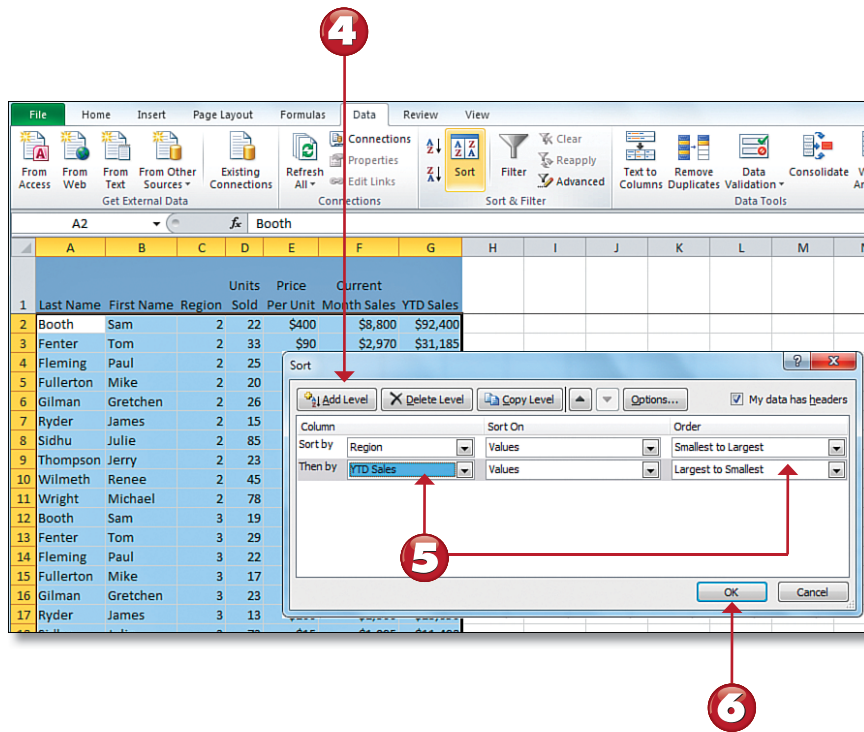 4
File Home Insert Page Layout Formulas Data Review View
From Access From Web From Text From Other Sources Existing Connections Refresh All Connections Properties Edit Links Sort Filter Clear Reapply Advanced Text to Columns Remove Duplicates Data Validation Consolidate
Get External Data Connections Sort & Filter Data Tools
A2 fx Booth
A B C D E F G H I J K L M
Units Price Current
1 Last Name First Name Region Sold Per Unit Month Sales YTD Sales
2 Booth Sam 2 22 $400 $8,800 $92,400
3 Fenter Tom 2 33 $90 $2,970 $31,185
4 Fleming Paul 2 25
5 Fullerton Mike 2 20
6 Gilman Gretchen 2 26
7 Ryder James 2 15
8 Sidhu Julie 2 85
9 Thompson Jerry 2 23
10 Wilmeth Renee 2 45
11 Wright Michael 2 78
12 Booth Sam 3 19
13 Fenter Tom 3 29
14 Fleming Paul 3 22
15 Fullerton Mike 3 17
16 Gilman Gretchen 3 23
17 Ryder James 3 13
Sort
Add Level Delete Level Copy Level Options... My data has headers
Column Sort On Order
Sort by Region Values Smallest to Largest
Then by YTD Sales Values Largest to Smallest
5
OK Cancel
6